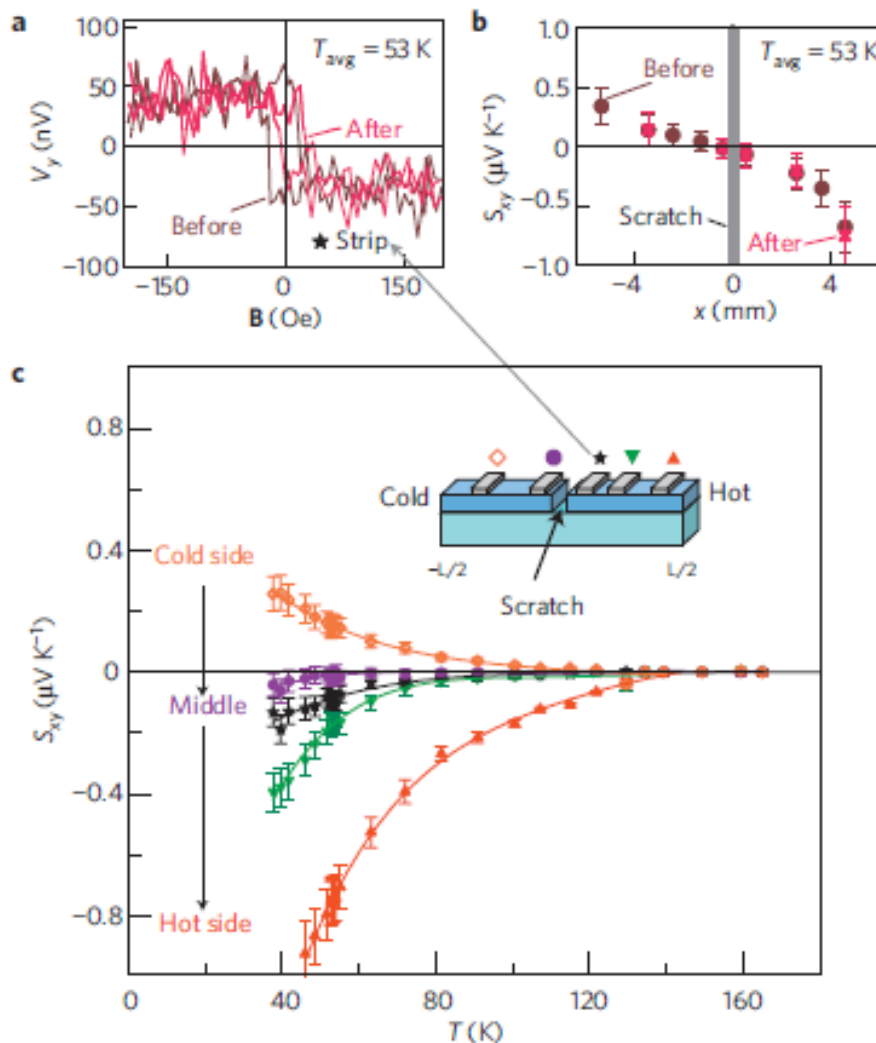 a
100
50
0
−50
−100
V_y (nV)
T_avg = 53 K
After
Before
★ Strip
−150
0
150
B (Oe)
b
1.0
0.5
0
−0.5
−1.0
S_xy (μV K⁻¹)
T_avg = 53 K
Before
Scratch
After
−4
0
4
x (mm)
c
0.8
0.4
0
−0.4
−0.8
S_xy (μV K⁻¹)
Cold
Hot
−L/2
L/2
Scratch
Cold side
Middle
Hot side
0
40
80
120
160
T (K)